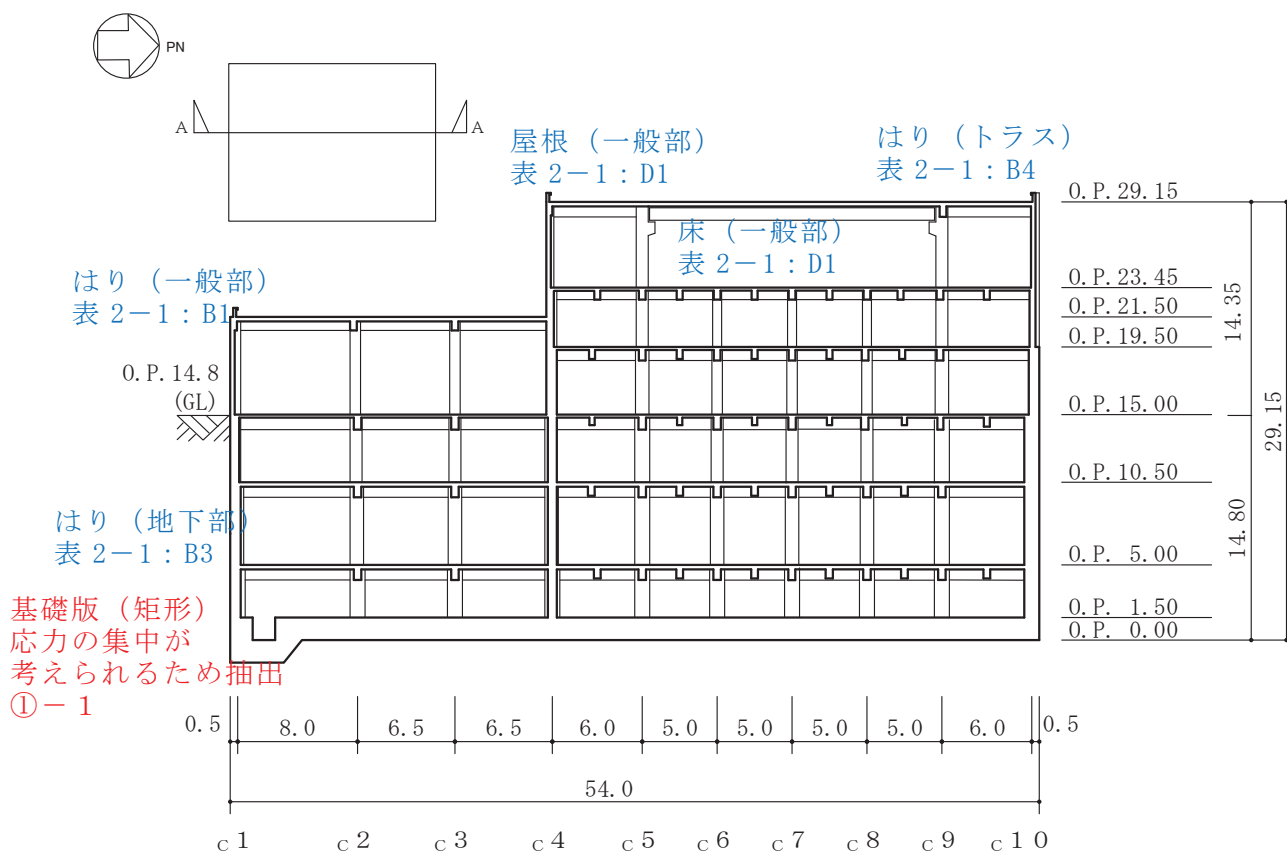 PN
A A
屋根（一般部）
表２－１：D1
はり（トラス）
表２－１：B4
床（一般部）
表２－１：D1
はり（一般部）
表２－１：B1
O.P.14.8
(GL)
はり（地下部）
表２－１：B3
基礎版（矩形）
応力の集中が
考えられるため抽出
①－１
O.P.29.15
O.P.23.45
O.P.21.50
O.P.19.50
O.P.15.00
O.P.10.50
O.P. 5.00
O.P. 1.50
O.P. 0.00
14.35
14.80
29.15
0.5 8.0 6.5 6.5 6.0 5.0 5.0 5.0 5.0 6.0 0.5
54.0
C1 C2 C3 C4 C5 C6 C7 C8 C9 C10